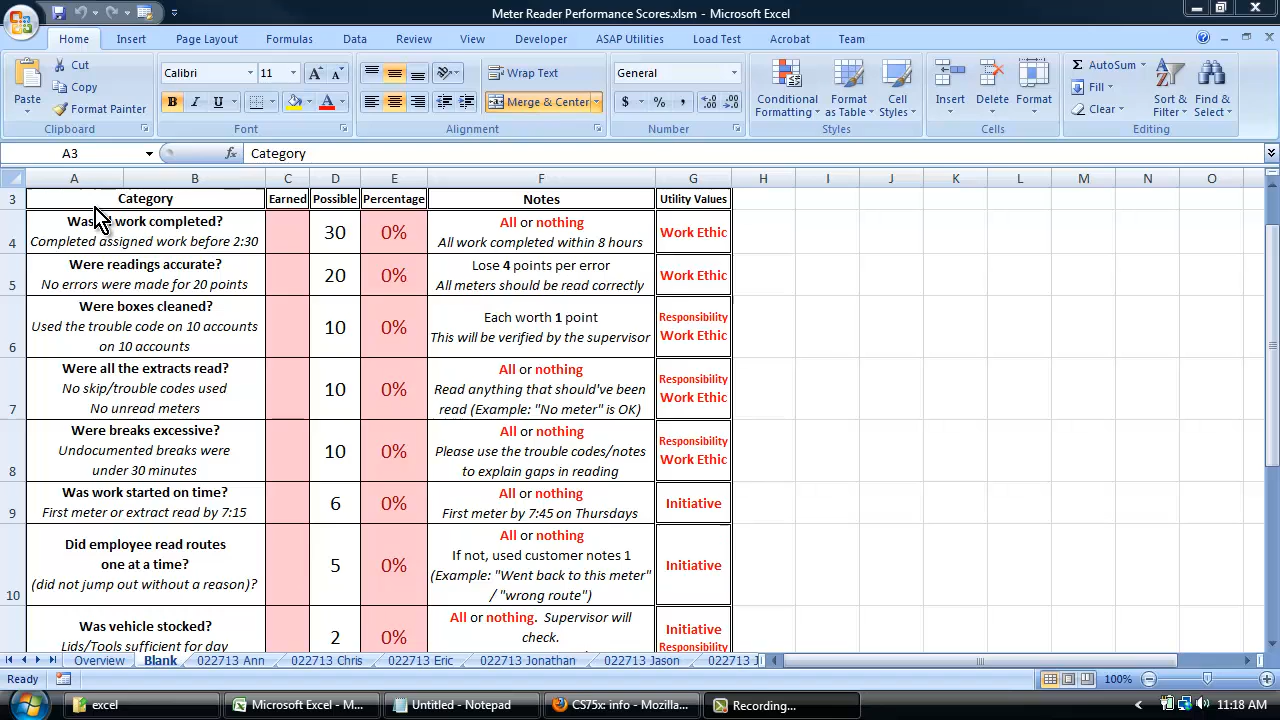 Meter Reader Performance Scores.xlsm - Microsoft Excel
Home Insert Page Layout Formulas Data Review View Developer ASAP Utilities Load Test Acrobat Team
Paste
Cut
Copy
Format Painter
Clipboard
Calibri 11
B I U
Font
Wrap Text
Merge & Center
Alignment
General
$ % ,
Number
Conditional Formatting
Format as Table
Cell Styles
Styles
Insert Delete Format
Cells
AutoSum
Fill
Clear
Sort & Filter
Find & Select
Editing
A3 fx Category
A B C D E F G H I J K L M N O
3 Category Earned Possible Percentage Notes Utility Values
4 Was work completed? Completed assigned work before 2:30 30 0% All or nothing All work completed within 8 hours Work Ethic
5 Were readings accurate? No errors were made for 20 points 20 0% Lose 4 points per error All meters should be read correctly Work Ethic
6 Were boxes cleaned? Used the trouble code on 10 accounts on 10 accounts 10 0% Each worth 1 point This will be verified by the supervisor Responsibility Work Ethic
7 Were all the extracts read? No skip/trouble codes used No unread meters 10 0% All or nothing Read anything that should've been read (Example: "No meter" is OK) Responsibility Work Ethic
8 Were breaks excessive? Undocumented breaks were under 30 minutes 10 0% All or nothing Please use the trouble codes/notes to explain gaps in reading Responsibility Work Ethic
9 Was work started on time? First meter or extract read by 7:15 6 0% All or nothing First meter by 7:45 on Thursdays Initiative
10 Did employee read routes one at a time? (did not jump out without a reason)? 5 0% All or nothing If not, used customer notes 1 (Example: "Went back to this meter" / "wrong route") Initiative
Was vehicle stocked? Lids/Tools sufficient for day 2 0% All or nothing. Supervisor will check. Initiative Responsibility
Overview Blank 022713 Ann 022713 Chris 022713 Eric 022713 Jonathan 022713 Jason 022713 J
Ready 100%
excel Microsoft Excel - M... Untitled - Notepad CS75x: info - Mozilla... Recording... 11:18 AM